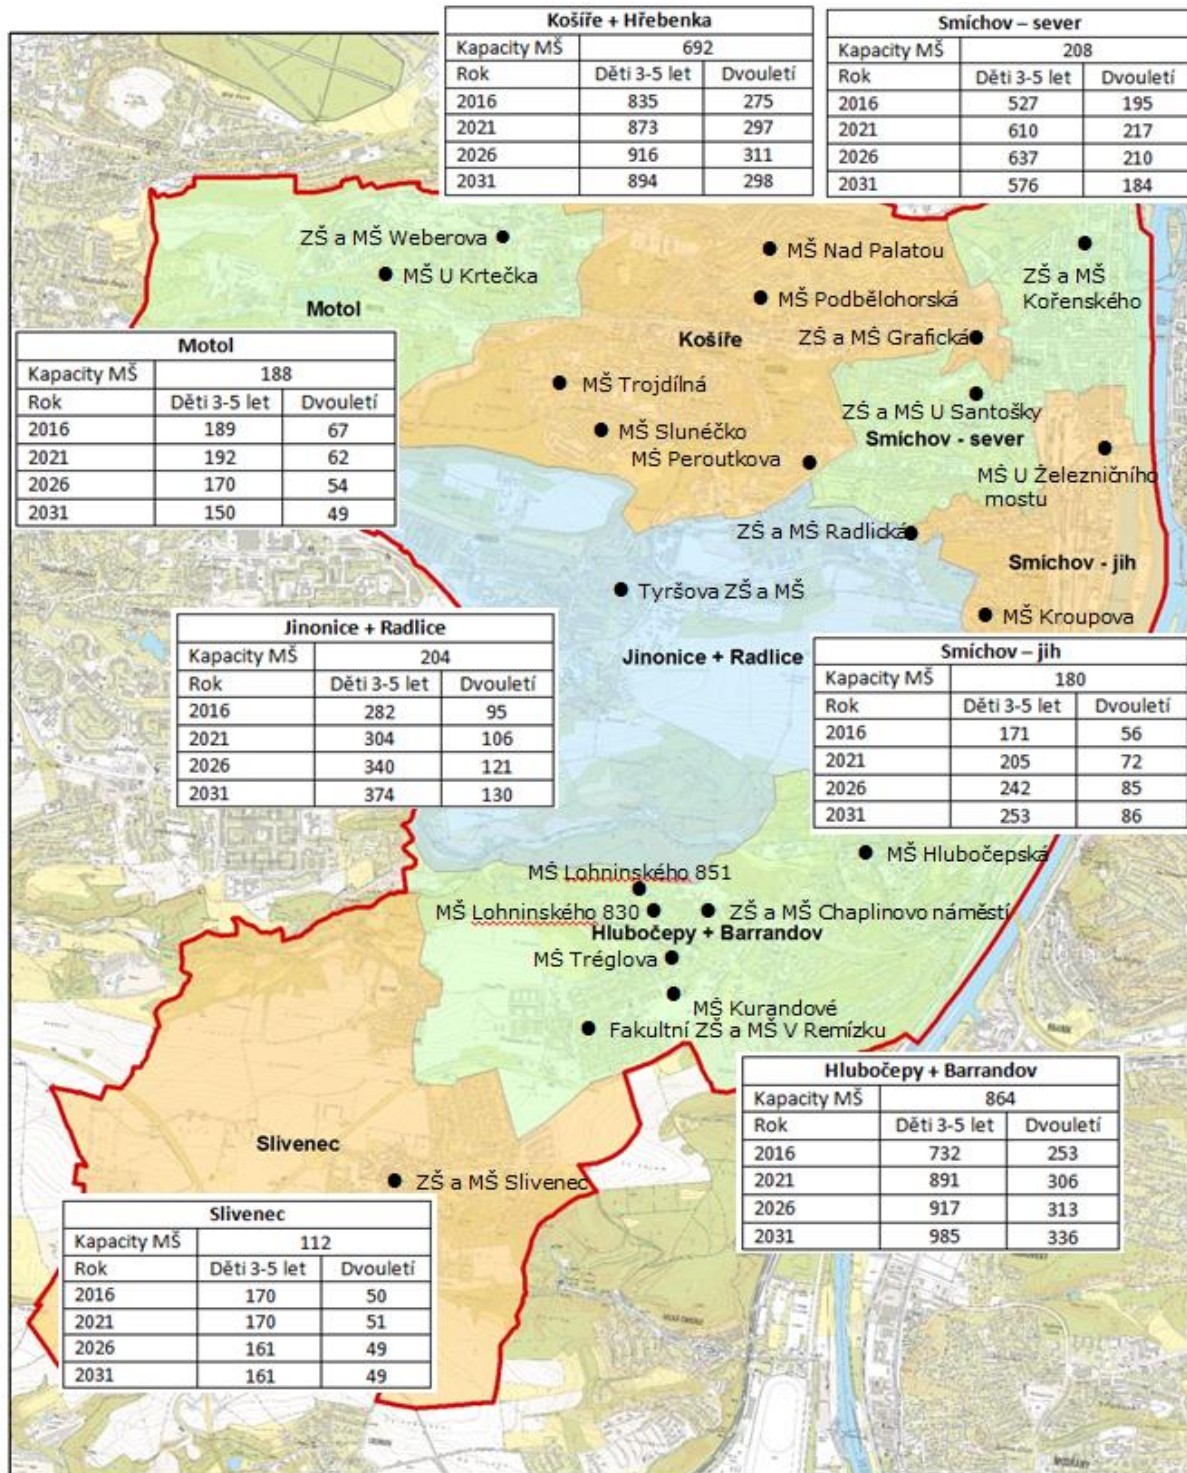 Košíře + Hřebenka
Kapacity MŠ 692
Rok Děti 3-5 let Dvouletí
2016 835 275
2021 873 297
2026 916 311
2031 894 298
Smíchov – sever
Kapacity MŠ 208
Rok Děti 3-5 let Dvouletí
2016 527 195
2021 610 217
2026 637 210
2031 576 184
ZŠ a MŠ Weberova
MŠ U Krtečka
Motol
MŠ Nad Palatou
MŠ Podbělohorská
Košíře
ZŠ a MŠ Grafická
ZŠ a MŠ
Kořenského
Motol
Kapacity MŠ 188
Rok Děti 3-5 let Dvouletí
2016 189 67
2021 192 62
2026 170 54
2031 150 49
MŠ Trojdílná
MŠ Slunéčko
MŠ Peroutkova
ZŠ a MŠ U Santošky
Smíchov - sever
MŠ U Železničního
mostu
ZŠ a MŠ Radlická
Smíchov - jih
Tyršova ZŠ a MŠ
MŠ Kroupova
Jinonice + Radlice
Jinonice + Radlice
Kapacity MŠ 204
Rok Děti 3-5 let Dvouletí
2016 282 95
2021 304 106
2026 340 121
2031 374 130
Smíchov – jih
Kapacity MŠ 180
Rok Děti 3-5 let Dvouletí
2016 171 56
2021 205 72
2026 242 85
2031 253 86
MŠ Hlubočepská
MŠ Lohninského 851
MŠ Lohninského 830
ZŠ a MŠ Chaplinovo náměstí
Hlubočepy + Barrandov
MŠ Tréglova
MŠ Kurandové
Fakultní ZŠ a MŠ V Remízku
Hlubočepy + Barrandov
Kapacity MŠ 864
Rok Děti 3-5 let Dvouletí
2016 732 253
2021 891 306
2026 917 313
2031 985 336
Slivenec
ZŠ a MŠ Slivenec
Slivenec
Kapacity MŠ 112
Rok Děti 3-5 let Dvouletí
2016 170 50
2021 170 51
2026 161 49
2031 161 49